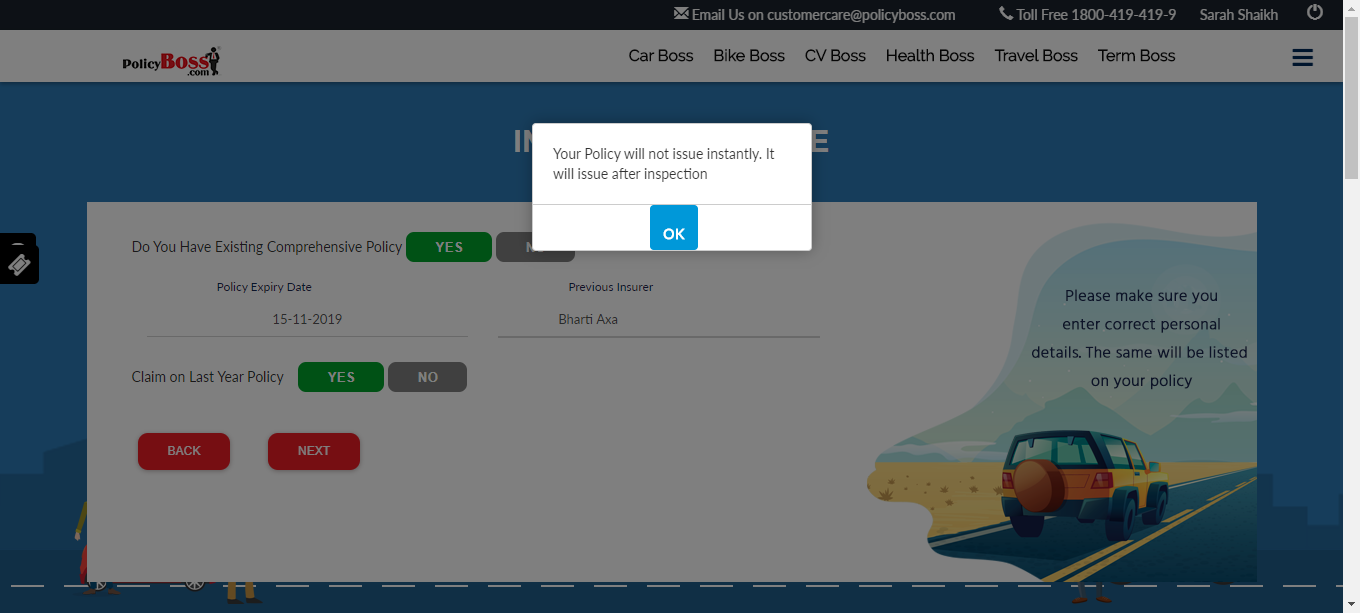 Email Us on customercare@policyboss.com Toll Free 1800-419-419-9 Sarah Shaikh
PolicyBoss.com Car Boss Bike Boss CV Boss Health Boss Travel Boss Term Boss
Your Policy will not issue instantly. It
will issue after inspection
OK
Do You Have Existing Comprehensive Policy YES
Policy Expiry Date Previous Insurer
15-11-2019 Bharti Axa
Claim on Last Year Policy YES NO
BACK NEXT
Please make sure you
enter correct personal
details. The same will be listed
on your policy